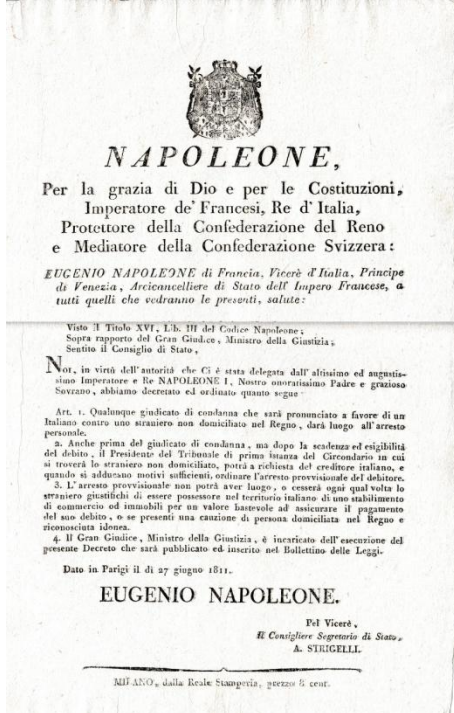 NAPOLEONE,
Per la grazia di Dio e per le Costituzioni,
Imperatore de' Francesi, Re d'Italia,
Protettore della Confederazione del Reno
e Mediatore della Confederazione Svizzera:
EUGENIO NAPOLEONE di Francia, Vicerè d'Italia, Principe
di Venezia, Arcicancelliere di Stato dell' Impero Francese, a
tutti quelli che vedranno le presenti, salute:
Visto il Titolo XVI, Lib. III del Codice Napoleone;
Sopra rapporto del Gran Giudice, Ministro della Giustizia;
Sentito il Consiglio di Stato,
Noi, in virtù dell'autorità che Ci è stata delegata dall'altissimo ed augustis-
simo Imperatore e Re NAPOLEONE I, Nostro onoratissimo Padre e grazioso
Sovrano, abbiamo decretato ed ordinato quanto segue:
Art. 1. Qualunque giudicato di condanna che sarà pronunciato a favore di un
Italiano contro uno straniero non domiciliato nel Regno, darà luogo all'arresto
personale.
2. Anche prima del giudicato di condanna, ma dopo la scadenza ed esigibilità
del debito, il Presidente del Tribunale di prima istanza del Circondario in cui
si troverà lo straniero non domiciliato, potrà a richiesta del creditore italiano, e
quando si adducano motivi sufficienti, ordinare l'arresto provvisionale del debitore.
3. L'arresto provvisionale non potrà aver luogo, o cesserà ogni qual volta lo
straniero giustifichi di essere possessore nel territorio italiano di uno stabilimento
di commercio od immobili per un valore bastevole ad assicurare il pagamento
del suo debito, o se presenti una cauzione di persona domiciliata nel Regno e
riconosciuta idonea.
4. Il Gran Giudice, Ministro della Giustizia, è incaricato dell'esecuzione del
presente Decreto che sarà pubblicato ed inserito nel Bollettino delle Leggi.
Dato in Parigi il dì 27 giugno 1811.
EUGENIO NAPOLEONE.
Pel Vicerè,
Il Consigliere Segretario di Stato,
A. STRIGELLI.
MILANO, dalla Reale Stamperia, prezzo 8 cent.